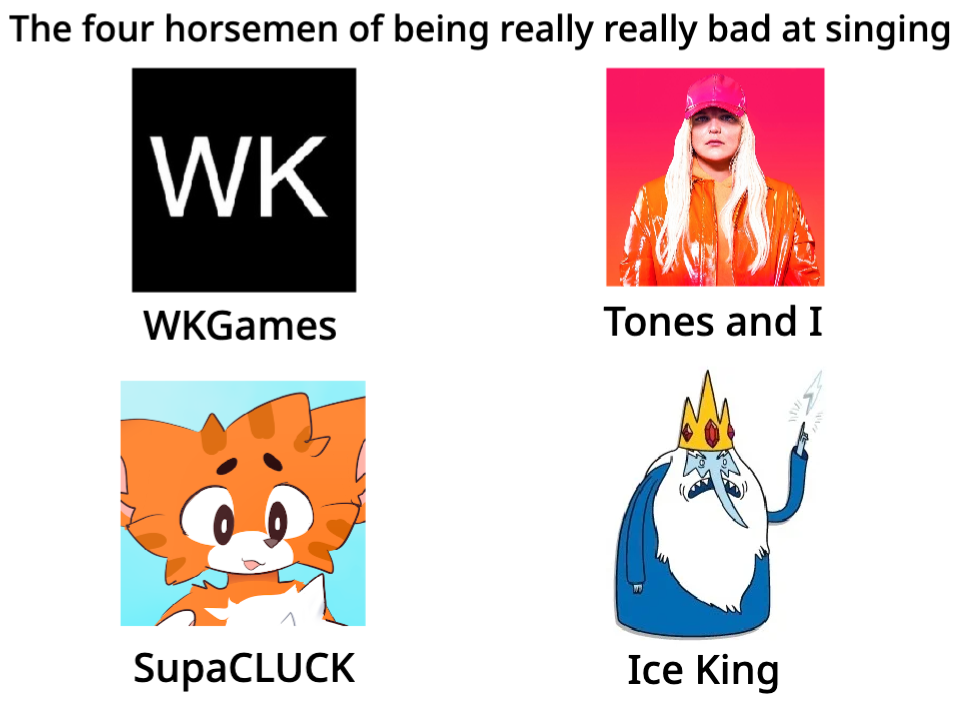 The four horsemen of being really really bad at singing
WK
WKGames
Tones and I
SupaCLUCK
Ice King